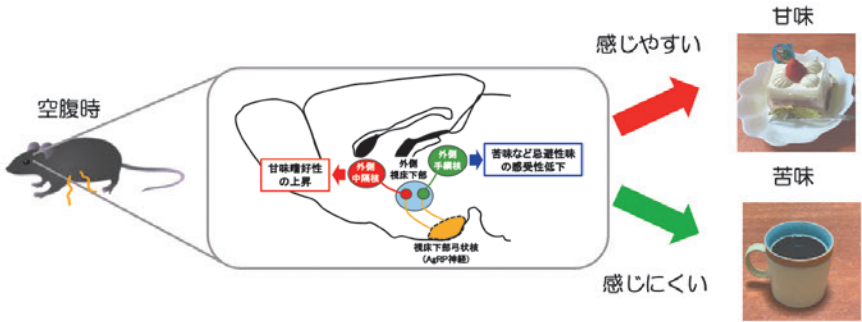 空腹時
甘味嗜好性
の上昇
外側
中隔核
外側
視床下部
外側
手綱核
苦味など忌避性味
の感受性低下
視床下部弓状核
(AgRP神経)
感じやすい
甘味
感じにくい
苦味